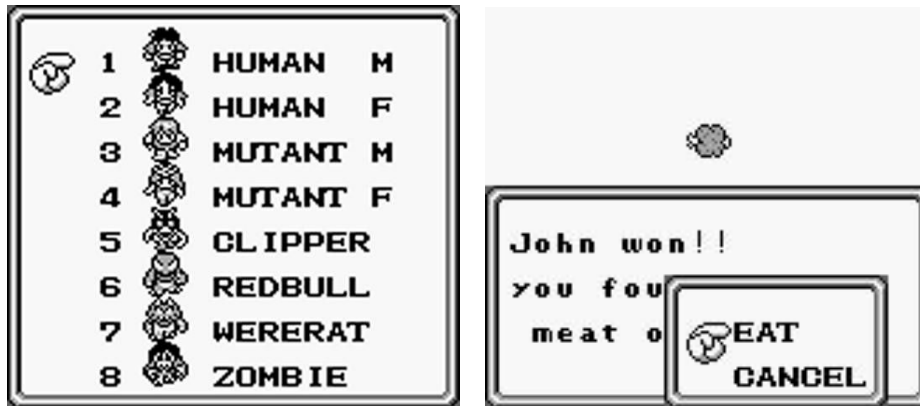 1 HUMAN M
2 HUMAN F
3 MUTANT M
4 MUTANT F
5 CLIPPER
6 REDBULL
7 WERERAT
8 ZOMBIE
John won!!
you fou
meat o
EAT
CANCEL